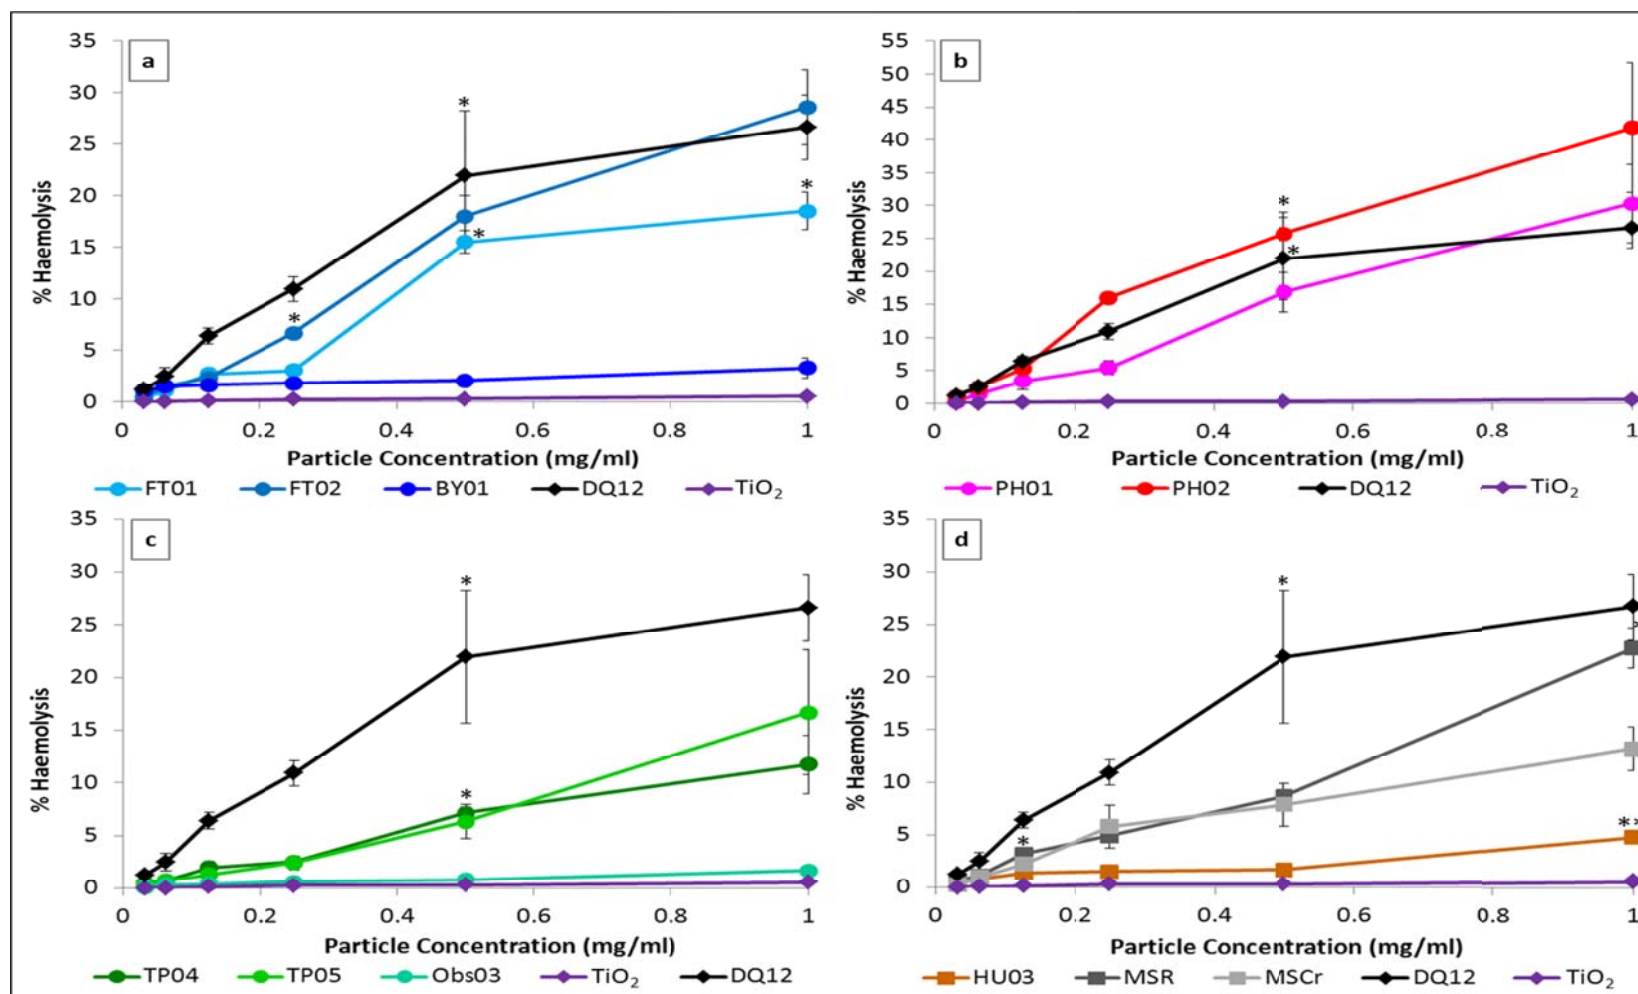 a
35
30
25
20
15
10
5
0
% Haemolysis
*
*
*
*
0 0.2 0.4 0.6 0.8 1
Particle Concentration (mg/ml)
FT01 FT02 BY01 DQ12 TiO₂
b
55
50
45
40
35
30
25
20
15
10
5
0
% Haemolysis
*
*
0 0.2 0.4 0.6 0.8 1
Particle Concentration (mg/ml)
PH01 PH02 DQ12 TiO₂
c
35
30
25
20
15
10
5
0
% Haemolysis
*
*
0 0.2 0.4 0.6 0.8 1
Particle Concentration (mg/ml)
TP04 TP05 Obs03 TiO₂ DQ12
d
35
30
25
20
15
10
5
0
% Haemolysis
*
*
**
0 0.2 0.4 0.6 0.8 1
Particle Concentration (mg/ml)
HU03 MSR MSCr DQ12 TiO₂